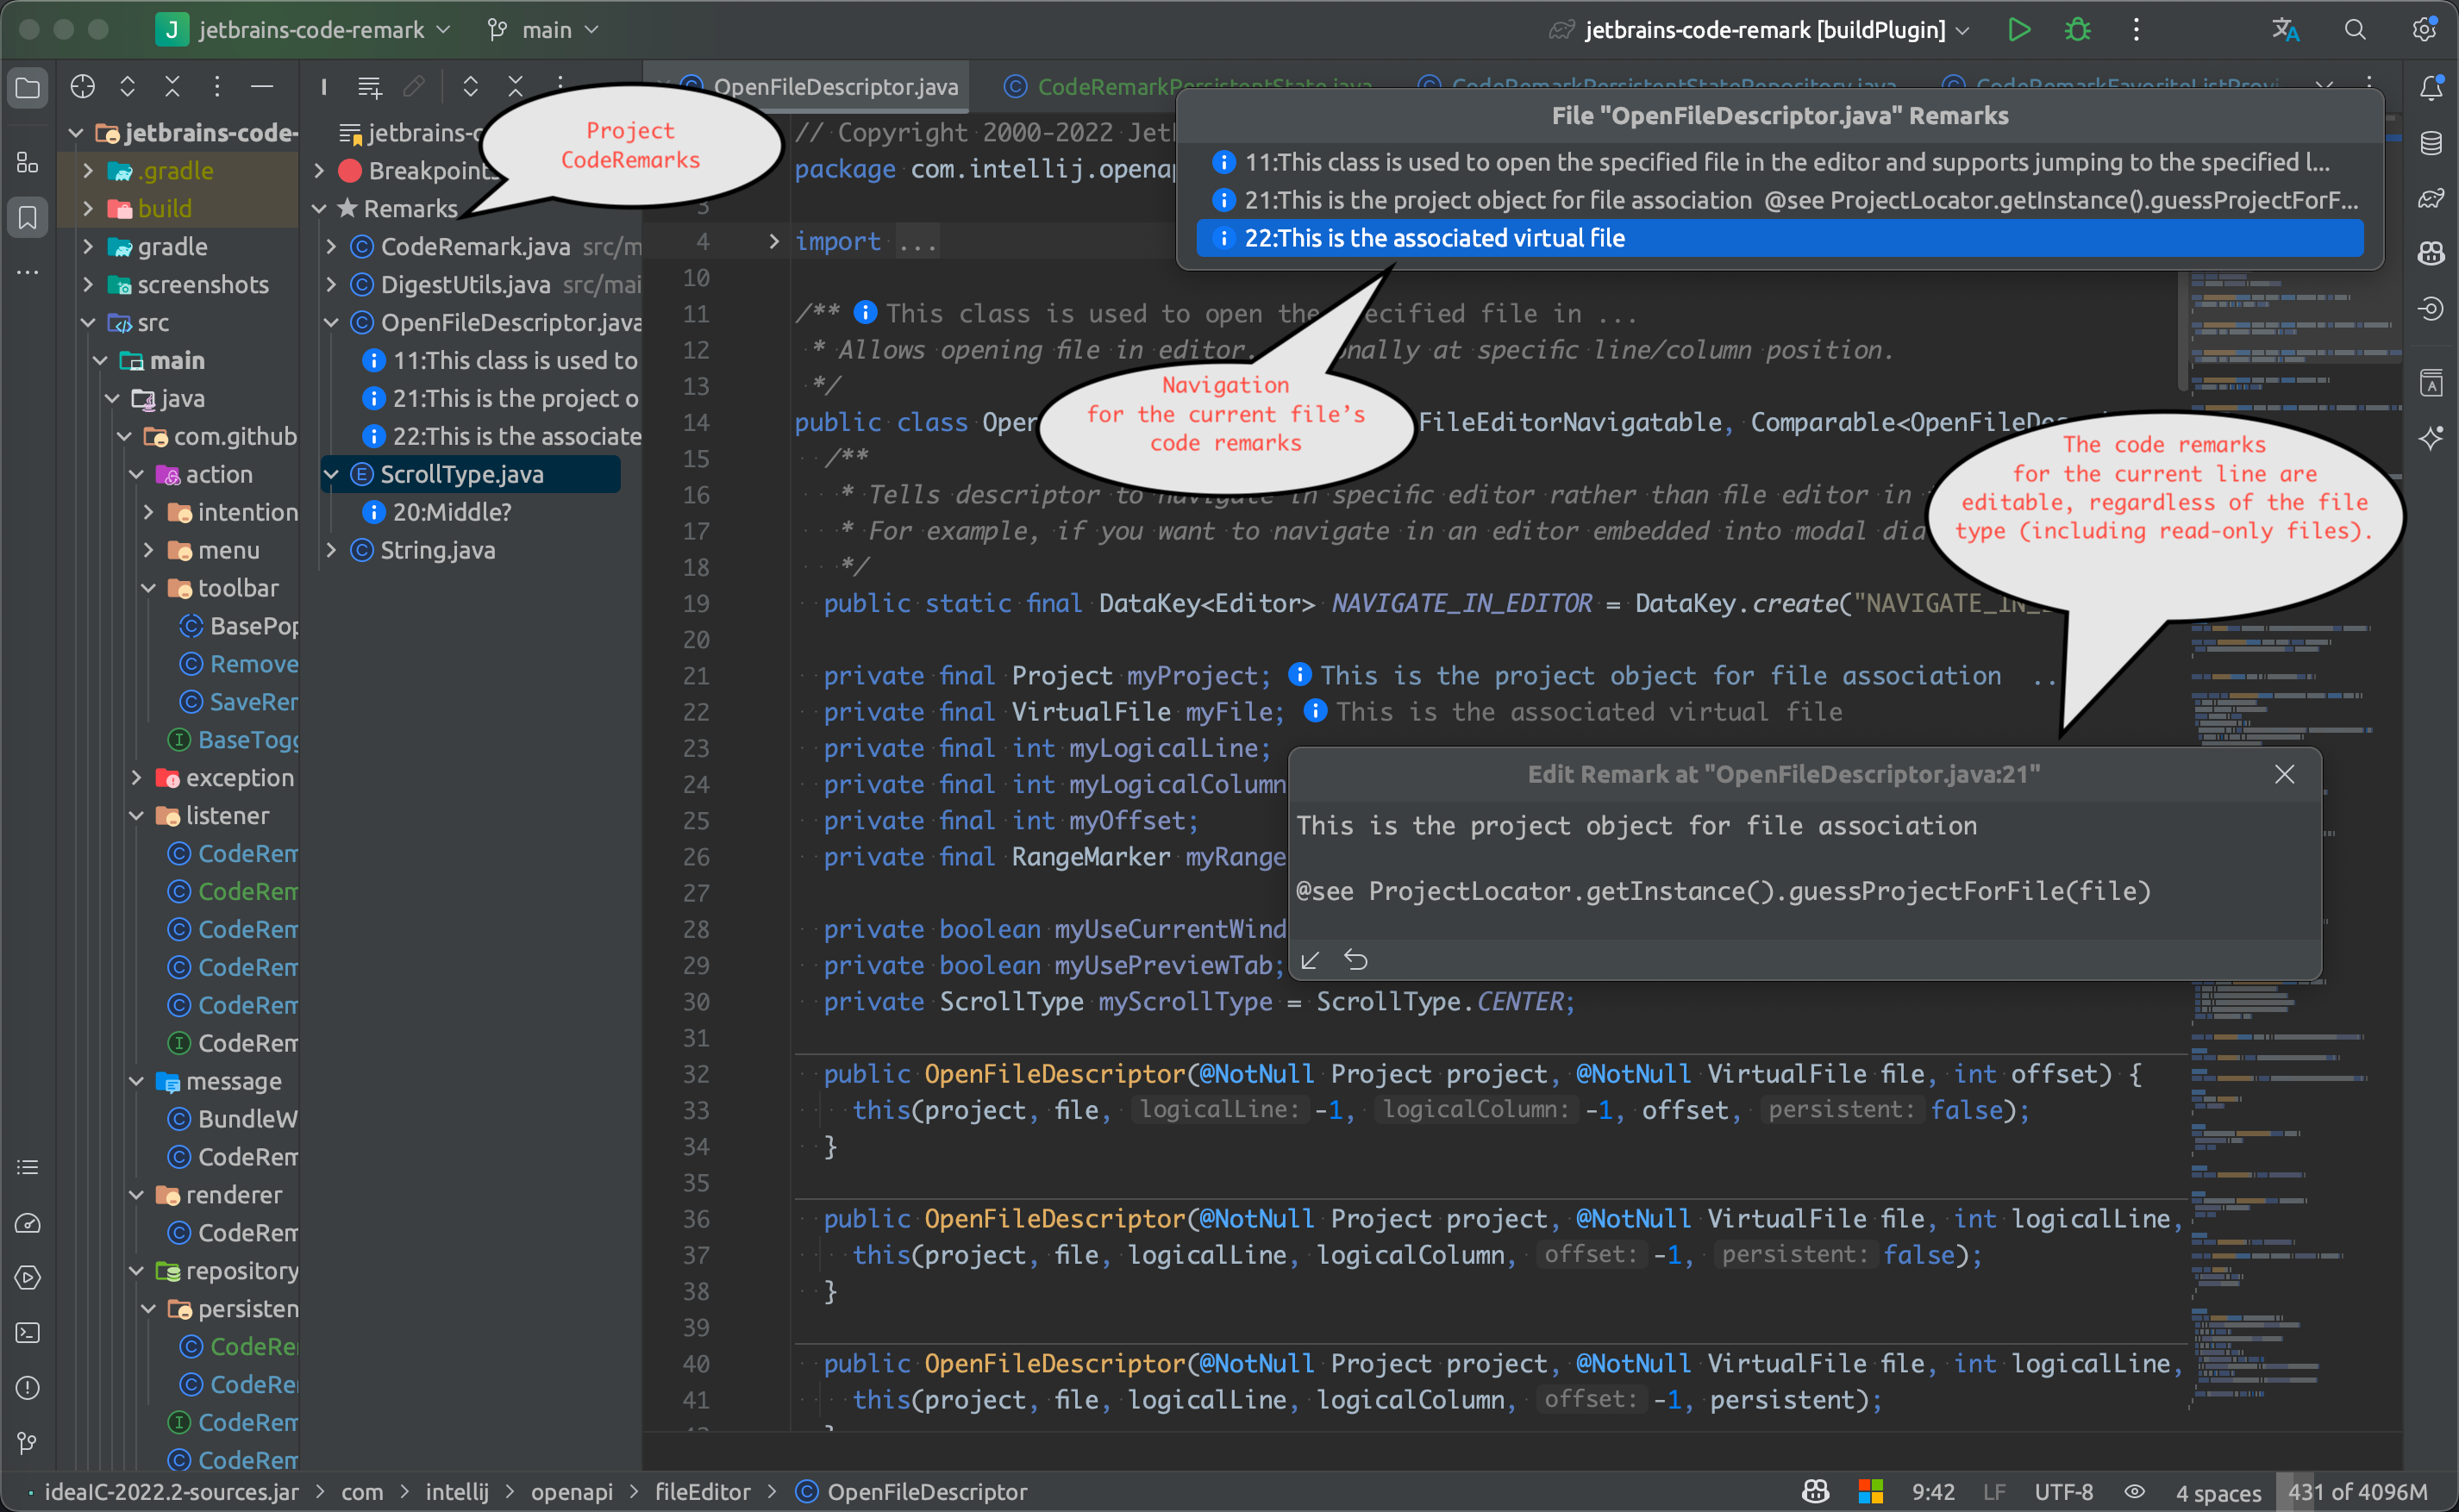 J jetbrains-code-remark main jetbrains-code-remark [buildPlugin]
jetbrains-code-
.gradle
build
gradle
screenshots
src
main
java
com.github
action
intention
menu
toolbar
BasePop
Remove
SaveRem
BaseTogg
exception
listener
CodeRem
CodeRem
CodeRem
CodeRem
CodeRem
CodeRem
message
BundleW
CodeRem
renderer
CodeRem
repository
persisten
CodeRe
CodeRe
CodeRem
CodeRem
jetbrains-c
Breakpoints
Remarks
CodeRemark.java src/m
DigestUtils.java src/mai
OpenFileDescriptor.java
11:This class is used to
21:This is the project o
22:This is the associate
ScrollType.java
20:Middle?
String.java
Project
CodeRemarks
OpenFileDescriptor.java CodeRemarkPersistentState.java CodeRemarkPersistentStateRepository.java CodeRemarkFavoriteListProvi
File "OpenFileDescriptor.java" Remarks
11:This class is used to open the specified file in the editor and supports jumping to the specified l...
21:This is the project object for file association @see ProjectLocator.getInstance().guessProjectForF...
22:This is the associated virtual file
// Copyright 2000-2022 Jet
package com.intellij.opena
3
4 import ...
10
11 /** This class is used to open the ecified file in ...
12 * Allows opening file in editor, onally at specific line/column position.
13 */
14 public class Oper FileEditorNavigatable, Comparable<OpenFileDes
15 /**
16 * Tells descriptor to navigate in specific editor rather than file editor in
17 * For example, if you want to navigate in an editor embedded into modal dia
18 */
19 public static final DataKey<Editor> NAVIGATE_IN_EDITOR = DataKey.create("NAVIGATE_IN_E
20
21 private final Project myProject; This is the project object for file association ..
22 private final VirtualFile myFile; This is the associated virtual file
23 private final int myLogicalLine;
24 private final int myLogicalColumn
25 private final int myOffset;
26 private final RangeMarker myRange
27
28 private boolean myUseCurrentWind
29 private boolean myUsePreviewTab;
30 private ScrollType myScrollType = ScrollType.CENTER;
31
32 public OpenFileDescriptor(@NotNull Project project, @NotNull VirtualFile file, int offset) {
33 this(project, file, logicalLine: -1, logicalColumn: -1, offset, persistent: false);
34 }
35
36 public OpenFileDescriptor(@NotNull Project project, @NotNull VirtualFile file, int logicalLine,
37 this(project, file, logicalLine, logicalColumn, offset: -1, persistent: false);
38 }
39
40 public OpenFileDescriptor(@NotNull Project project, @NotNull VirtualFile file, int logicalLine,
41 this(project, file, logicalLine, logicalColumn, offset: -1, persistent);
Navigation
for the current file’s
code remarks
The code remarks
for the current line are
editable, regardless of the file
type (including read-only files).
Edit Remark at "OpenFileDescriptor.java:21"
This is the project object for file association
@see ProjectLocator.getInstance().guessProjectForFile(file)
ideaIC-2022.2-sources.jar > com > intellij > openapi > fileEditor > OpenFileDescriptor 9:42 LF UTF-8 4 spaces 431 of 4096M